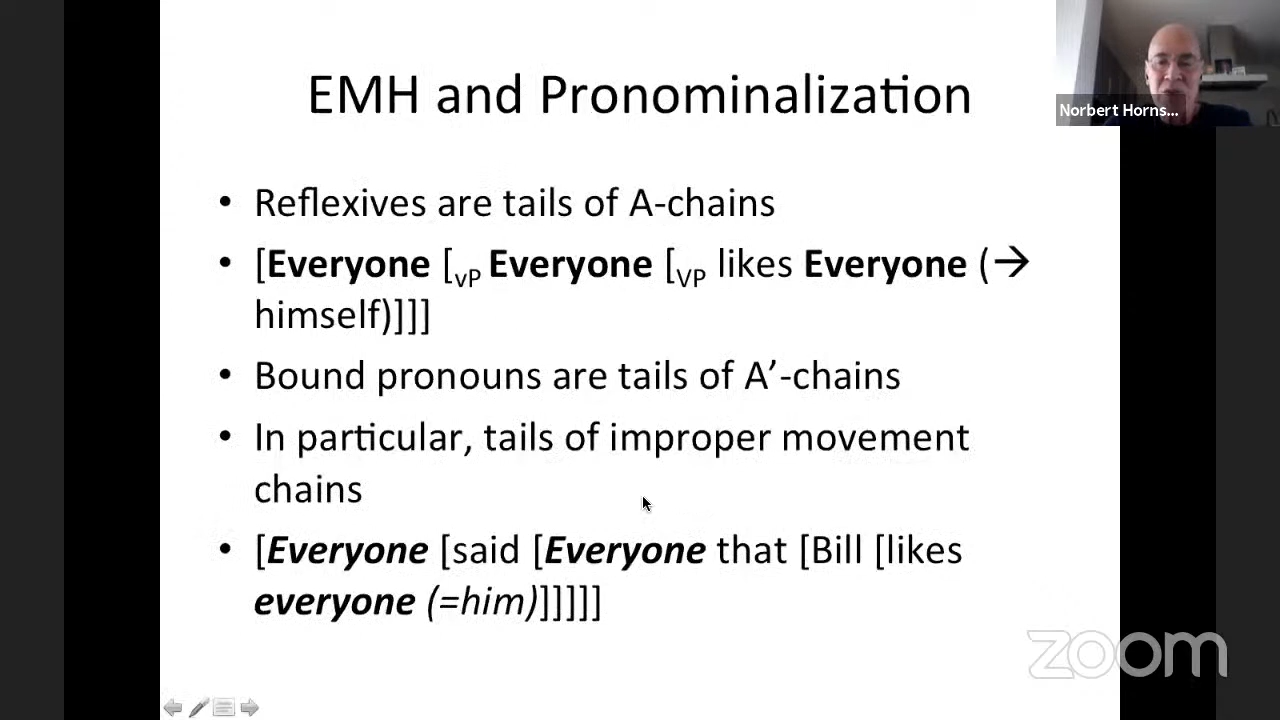 EMH and Pronominalization
Norbert Horns...
• Reflexives are tails of A-chains
• [Everyone [vP Everyone [VP likes Everyone (→
himself)]]]
• Bound pronouns are tails of A’-chains
• In particular, tails of improper movement
chains
• [Everyone [said [Everyone that [Bill [likes
everyone (=him)]]]]]
zoom